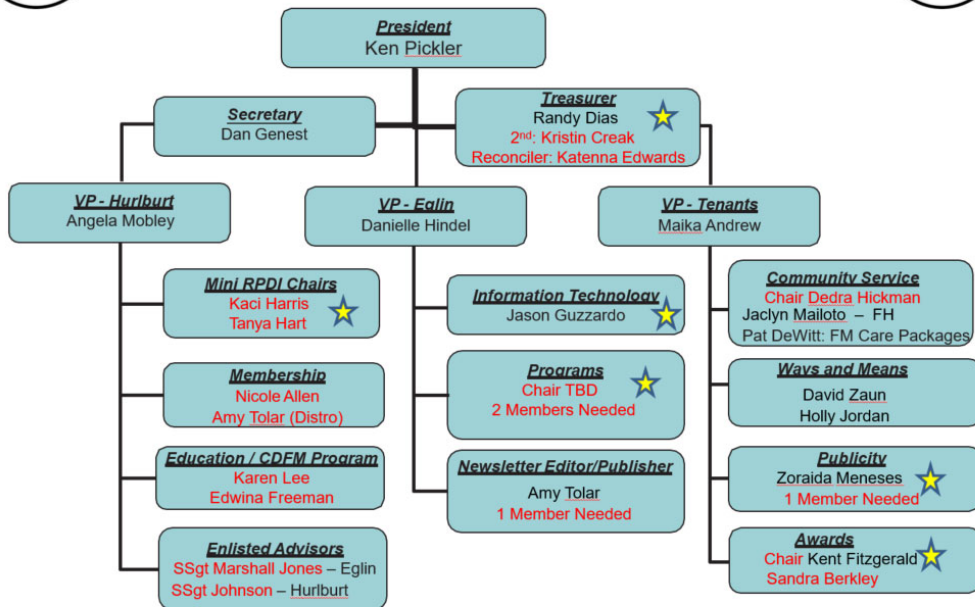 President
Ken Pickler
Secretary
Dan Genest
Treasurer
Randy Dias
2nd: Kristin Creak
Reconciler: Katenna Edwards
VP - Hurlburt
Angela Mobley
VP - Eglin
Danielle Hindel
VP - Tenants
Maika Andrew
Mini RPDI Chairs
Kaci Harris
Tanya Hart
Membership
Nicole Allen
Amy Tolar (Distro)
Education / CDFM Program
Karen Lee
Edwina Freeman
Enlisted Advisors
SSgt Marshall Jones – Eglin
SSgt Johnson – Hurlburt
Information Technology
Jason Guzzardo
Programs
Chair TBD
2 Members Needed
Newsletter Editor/Publisher
Amy Tolar
1 Member Needed
Community Service
Chair Dedra Hickman
Jaclyn Mailoto – FH
Pat DeWitt: FM Care Packages
Ways and Means
David Zaun
Holly Jordan
Publicity
Zoraida Meneses
1 Member Needed
Awards
Chair Kent Fitzgerald
Sandra Berkley